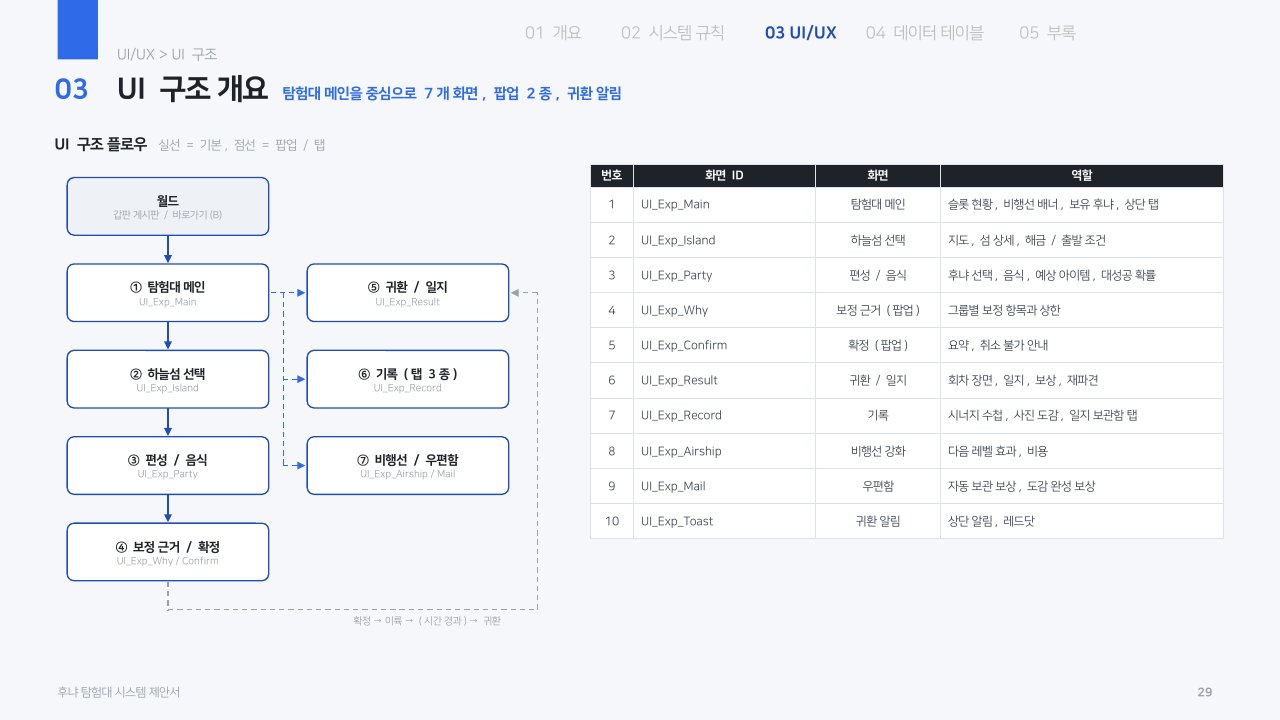 01 개요 02 시스템 규칙 03 UI/UX 04 데이터 테이블 05 부록
UI/UX > UI 구조
03 UI 구조 개요 탐험대 메인을 중심으로 7 개 화면 , 팝업 2 종 , 귀환 알림
UI 구조 플로우 실선 = 기본 , 점선 = 팝업 / 탭
월드
갑판 게시판 / 바로가기 (B)
① 탐험대 메인
UI_Exp_Main
② 하늘섬 선택
UI_Exp_Island
③ 편성 / 음식
UI_Exp_Party
④ 보정 근거 / 확정
UI_Exp_Why / Confirm
⑤ 귀환 / 일지
UI_Exp_Result
⑥ 기록 ( 탭 3 종 )
UI_Exp_Record
⑦ 비행선 / 우편함
UI_Exp_Airship / Mail
확정 → 이륙 → ( 시간 경과 ) → 귀환
번호 화면 ID 화면 역할
1 UI_Exp_Main 탐험대 메인 슬롯 현황 , 비행선 배너 , 보유 후냐 , 상단 탭
2 UI_Exp_Island 하늘섬 선택 지도 , 섬 상세 , 해금 / 출발 조건
3 UI_Exp_Party 편성 / 음식 후냐 선택 , 음식 , 예상 아이템 , 대성공 확률
4 UI_Exp_Why 보정 근거 ( 팝업 ) 그룹별 보정 항목과 상한
5 UI_Exp_Confirm 확정 ( 팝업 ) 요약 , 취소 불가 안내
6 UI_Exp_Result 귀환 / 일지 회차 장면 , 일지 , 보상 , 재파견
7 UI_Exp_Record 기록 시너지 수첩 , 사진 도감 , 일지 보관함 탭
8 UI_Exp_Airship 비행선 강화 다음 레벨 효과 , 비용
9 UI_Exp_Mail 우편함 자동 보관 보상 , 도감 완성 보상
10 UI_Exp_Toast 귀환 알림 상단 알림 , 레드닷
후냐 탐험대 시스템 제안서
29